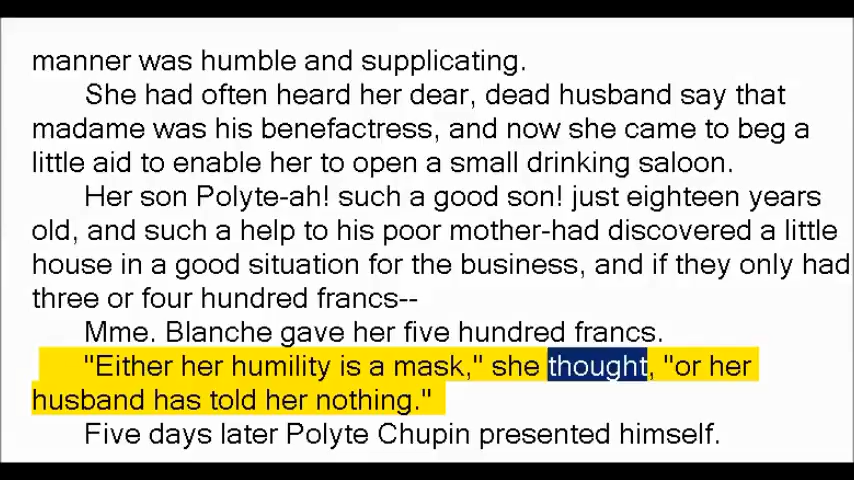 manner was humble and supplicating.
She had often heard her dear, dead husband say that
madame was his benefactress, and now she came to beg a
little aid to enable her to open a small drinking saloon.
Her son Polyte-ah! such a good son! just eighteen years
old, and such a help to his poor mother-had discovered a little
house in a good situation for the business, and if they only had
three or four hundred francs--
Mme. Blanche gave her five hundred francs.
"Either her humility is a mask," she thought, "or her
husband has told her nothing."
Five days later Polyte Chupin presented himself.